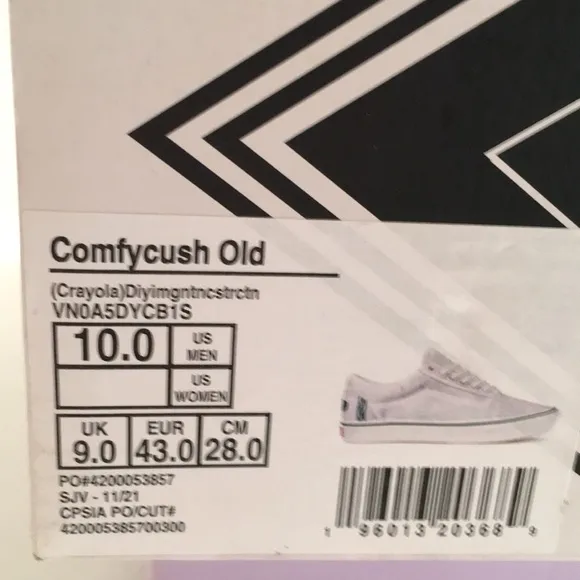 Comfycush Old
(Crayola)Diyimgntncstrctn
VN0A5DYCB1S
10.0 US MEN
US WOMEN
UK 9.0 EUR 43.0 CM 28.0
PO#4200053857
SJV - 11/21
CPSIA PO/CUT#
420005385700300
1 96013 20368 9